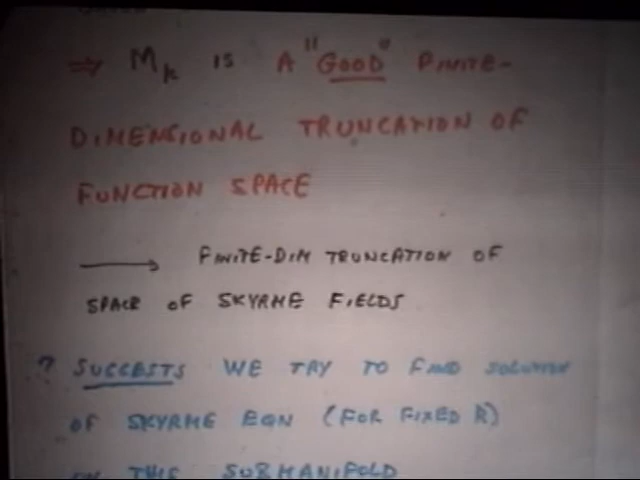 ⇒ Mk IS A "GOOD" FINITE-
DIMENSIONAL TRUNCATION OF
FUNCTION SPACE
⟶ FINITE-DIM TRUNCATION OF
SPACE OF SKYRME FIELDS
? SUGGESTS WE TRY TO FIND SOLUTION
OF SKYRME EQN (FOR FIXED R)
IN THIS SUBMANIFOLD